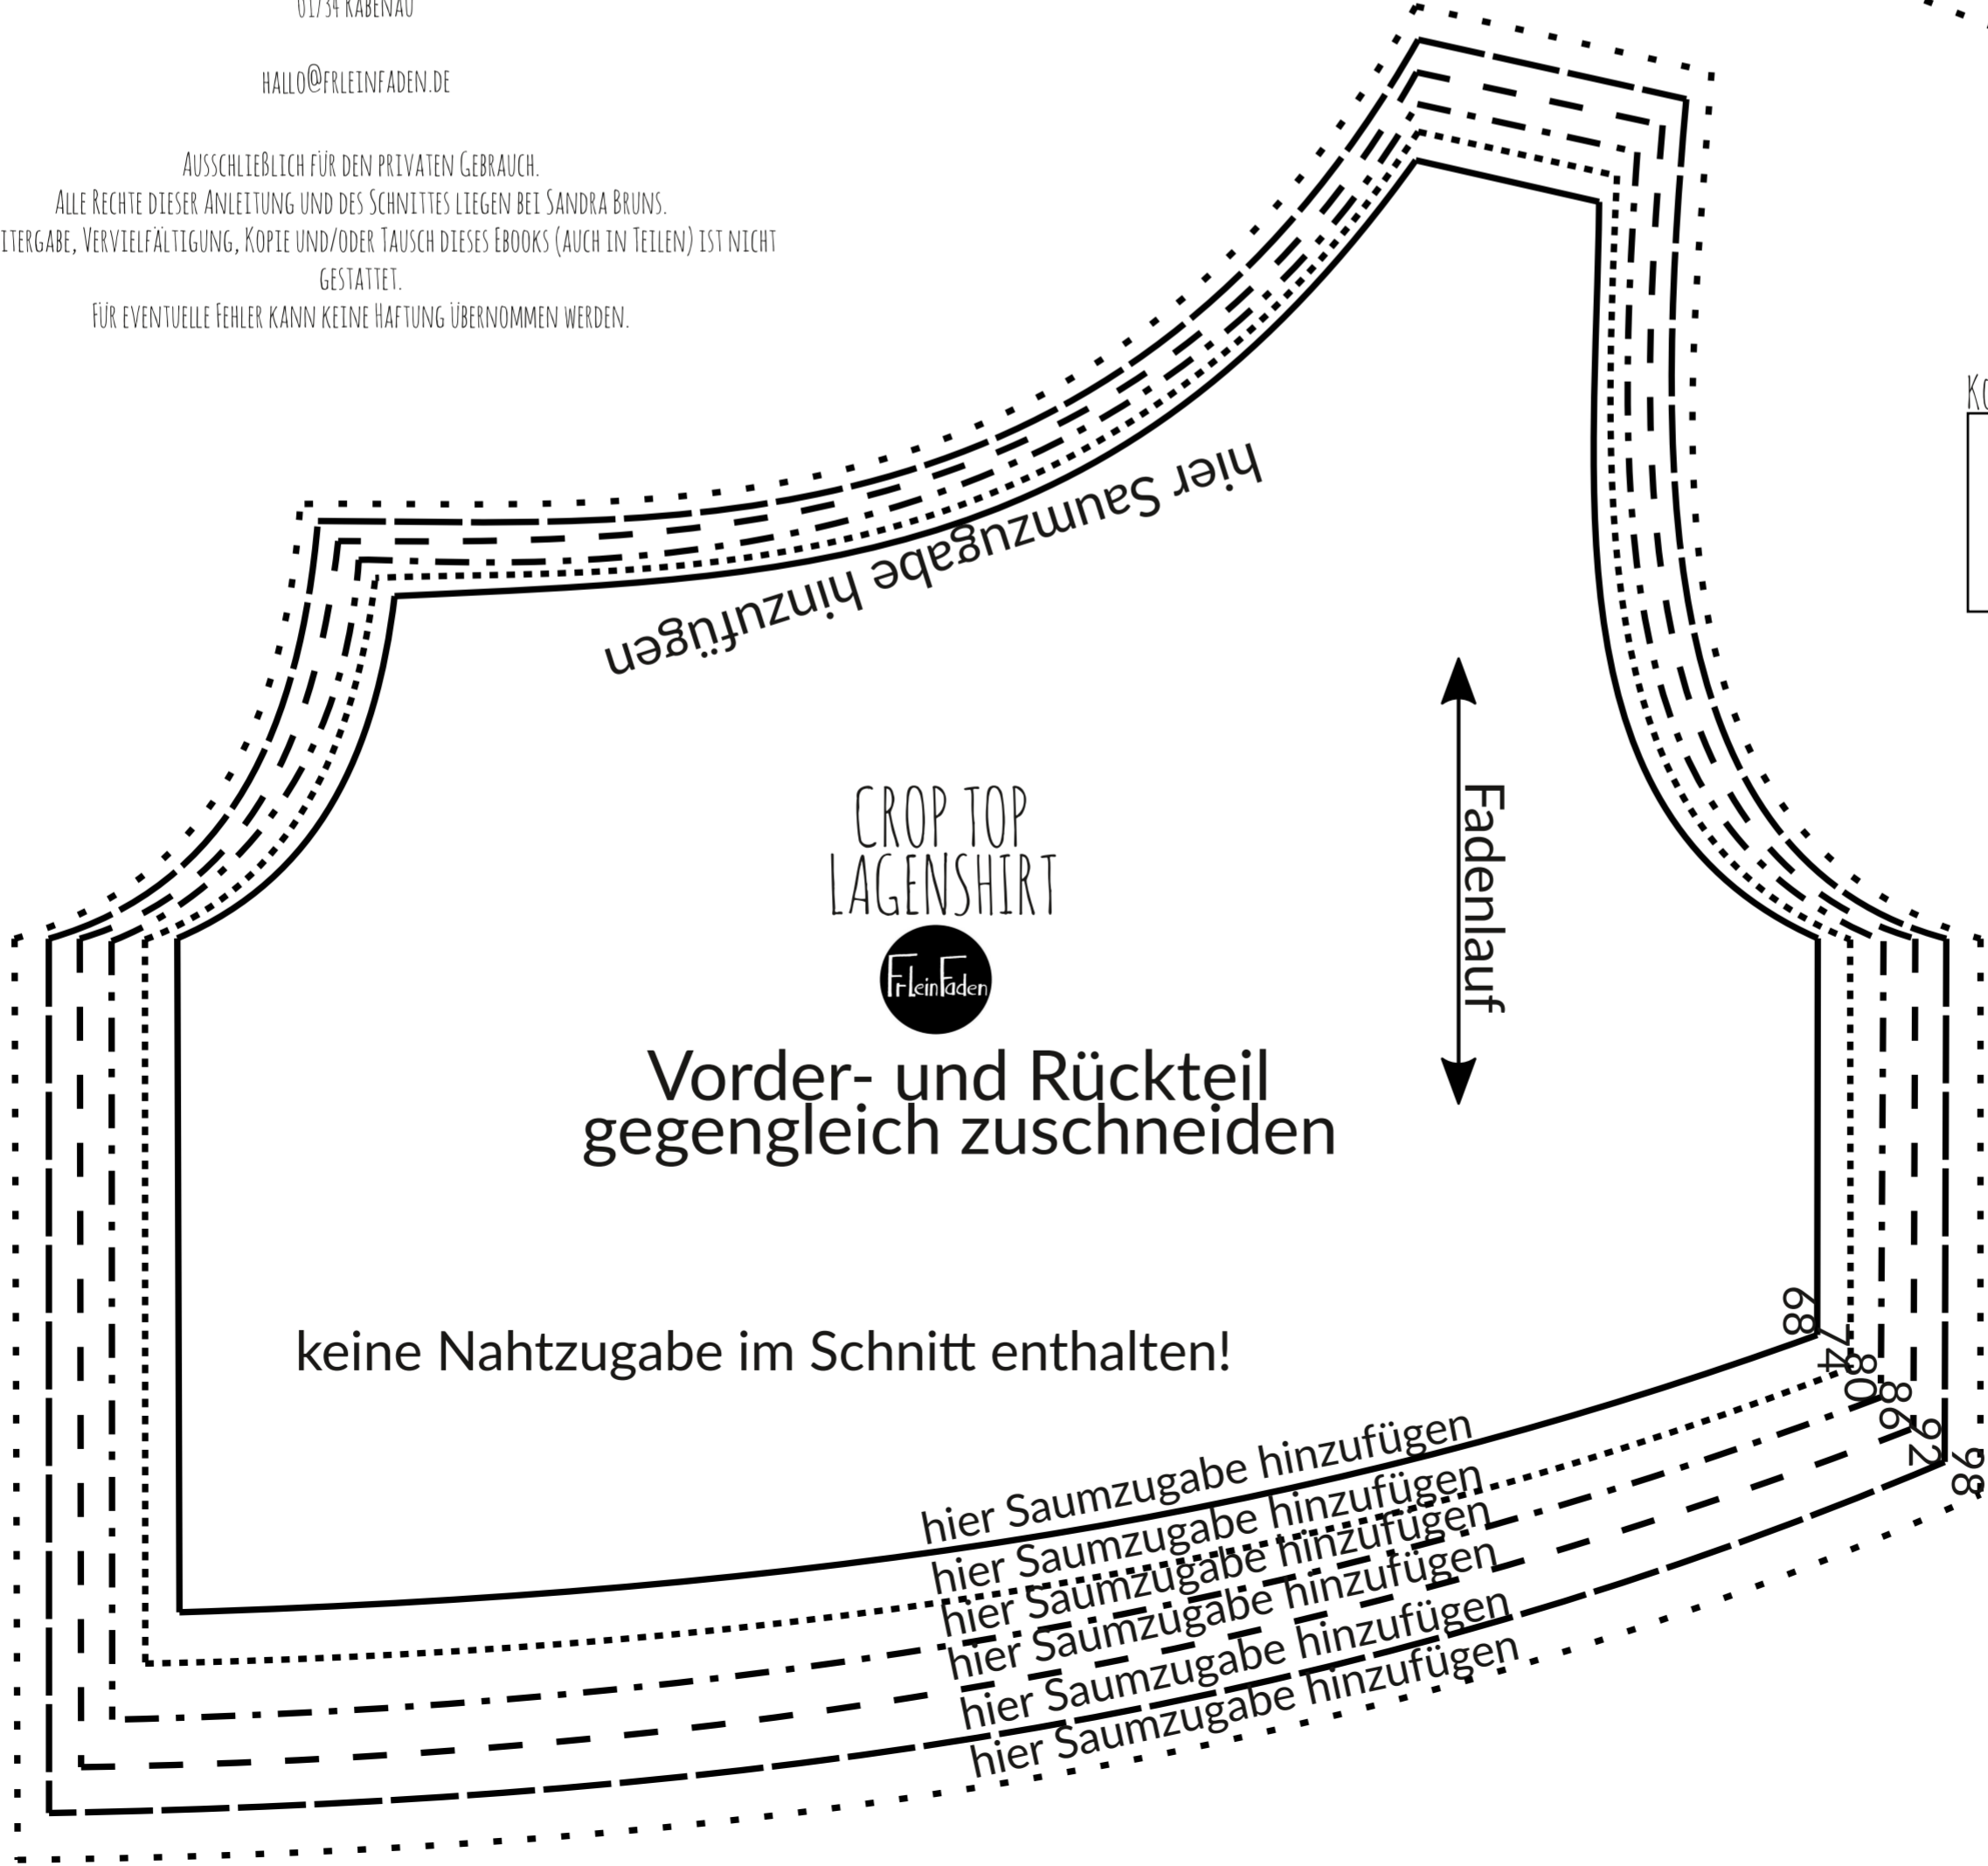 01734 RABENAU
HALLO@FRLEINFADEN.DE
AUSSCHLIEßLICH FÜR DEN PRIVATEN GEBRAUCH.
ALLE RECHTE DIESER ANLEITUNG UND DES SCHNITTES LIEGEN BEI SANDRA BRUNS.
ITERGABE, VERVIELFÄLTIGUNG, KOPIE UND/ODER TAUSCH DIESES EBOOKS (AUCH IN TEILEN) IST NICHT
GESTATTET.
FÜR EVENTUELLE FEHLER KANN KEINE HAFTUNG ÜBERNOMMEN WERDEN.
Ko
hier Saumzugabe hinzufügen
CROP TOP
LAGENSHIRT
FrLeinFaden
Fadenlauf
Vorder- und Rückteil
gegengleich zuschneiden
keine Nahtzugabe im Schnitt enthalten!
68
74
80
86
92
98
hier Saumzugabe hinzufügen
hier Saumzugabe hinzufügen
hier Saumzugabe hinzufügen
hier Saumzugabe hinzufügen
hier Saumzugabe hinzufügen
hier Saumzugabe hinzufügen